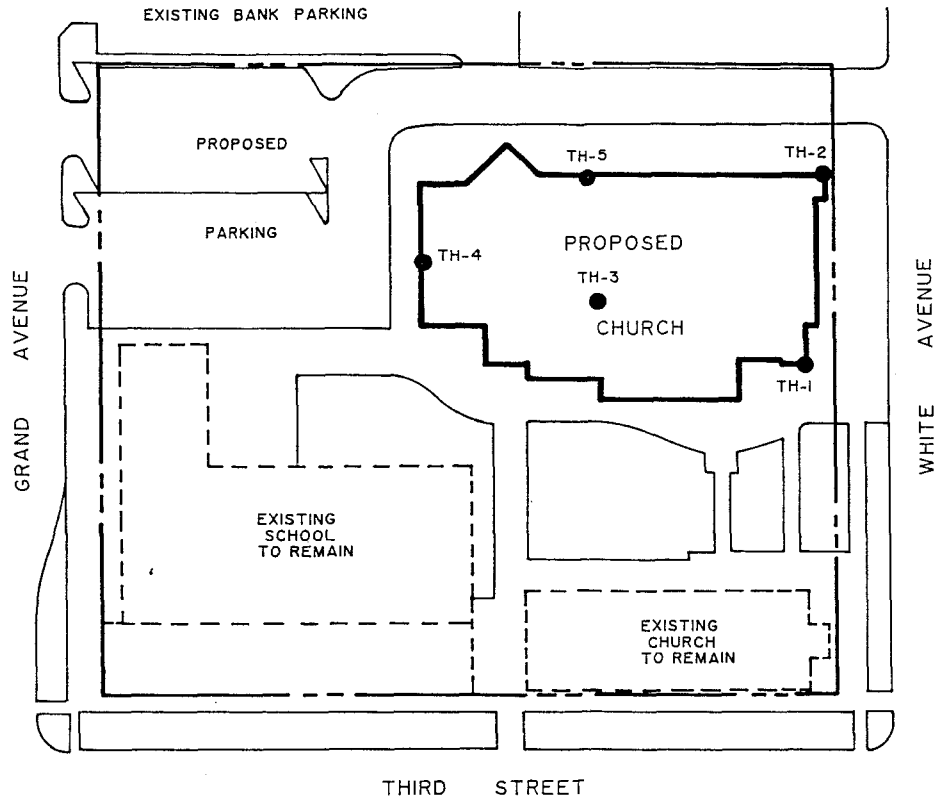 EXISTING BANK PARKING
PROPOSED
PARKING
TH-5
TH-2
PROPOSED
TH-4
TH-3
CHURCH
TH-1
GRAND AVENUE
WHITE AVENUE
EXISTING
SCHOOL
TO REMAIN
EXISTING
CHURCH
TO REMAIN
THIRD STREET